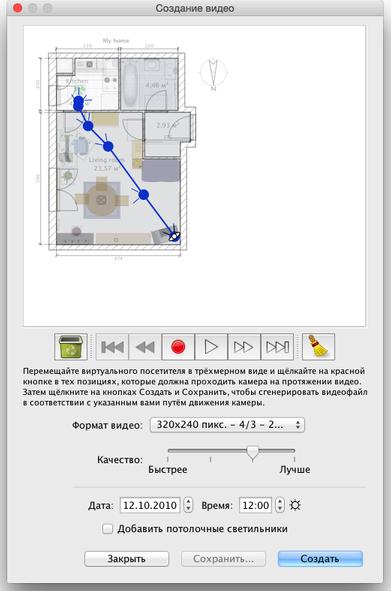 Создание видео
My home
Kitchen
4,46 м²
2,93 м²
Living room
21,57 м²
N
Перемещайте виртуального посетителя в трёхмерном виде и щёлкайте на красной
кнопке в тех позициях, которые должна проходить камера на протяжении видео.
Затем щёлкните на кнопках Создать и Сохранить, чтобы сгенерировать видеофайл
в соответствии с указанным вами путём движения камеры.
Формат видео: 320x240 пикс. – 4/3 – 2...
Качество:
Быстрее Лучше
Дата: 12.10.2010 Время: 12:00
Добавить потолочные светильники
Закрыть Сохранить... Создать